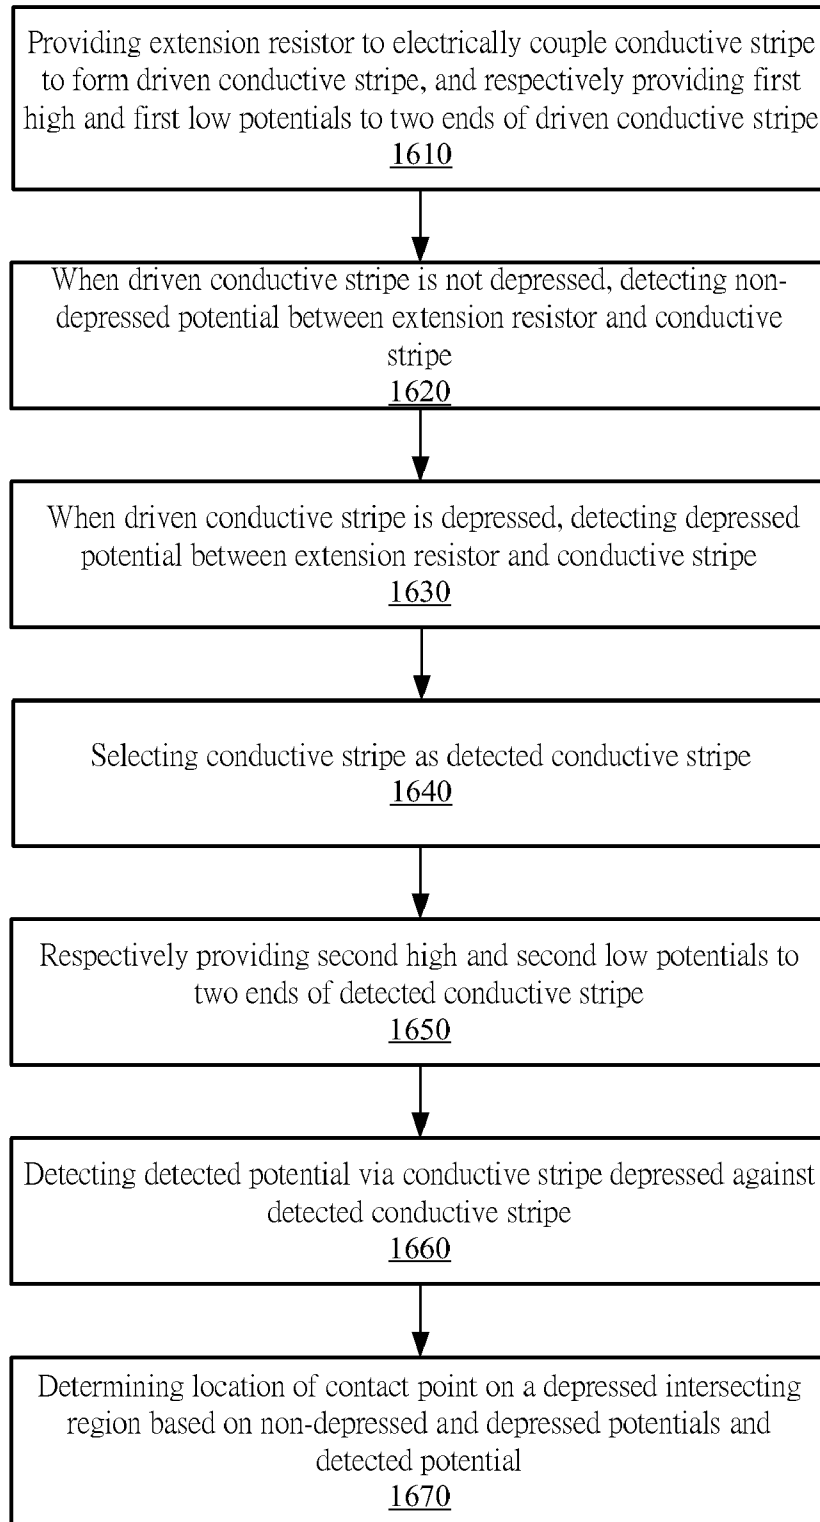 Providing extension resistor to electrically couple conductive stripe
to form driven conductive stripe, and respectively providing first
high and first low potentials to two ends of driven conductive stripe
1610
When driven conductive stripe is not depressed, detecting non-
depressed potential between extension resistor and conductive
stripe
1620
When driven conductive stripe is depressed, detecting depressed
potential between extension resistor and conductive stripe
1630
Selecting conductive stripe as detected conductive stripe
1640
Respectively providing second high and second low potentials to
two ends of detected conductive stripe
1650
Detecting detected potential via conductive stripe depressed against
detected conductive stripe
1660
Determining location of contact point on a depressed intersecting
region based on non-depressed and depressed potentials and
detected potential
1670